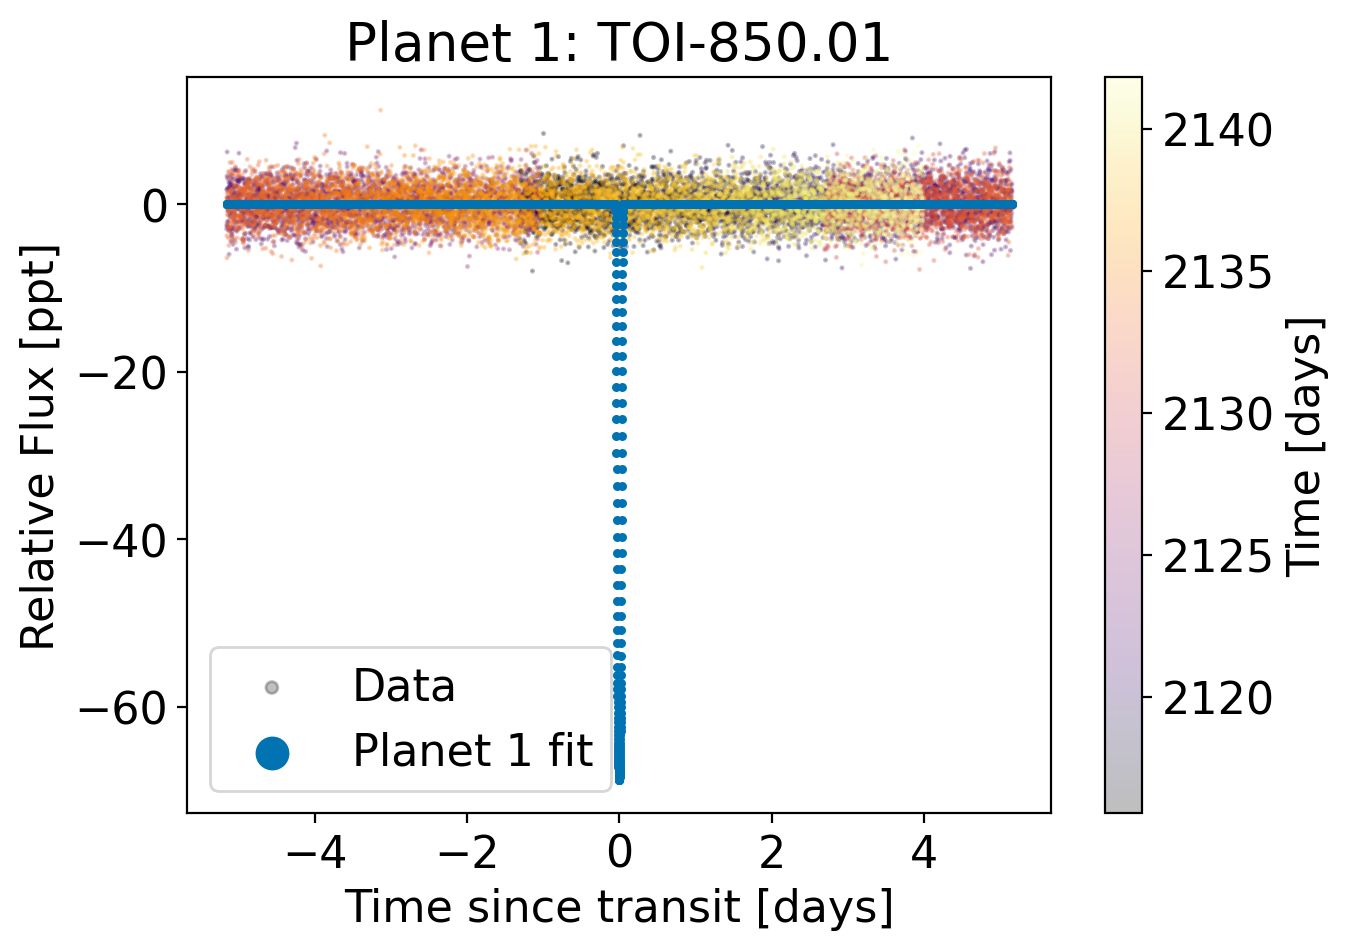 Planet 1: TOI-850.01
Relative Flux [ppt]
0
−20
−40
−60
−4
−2
0
2
4
Time since transit [days]
Data
Planet 1 fit
2140
2135
2130
2125
2120
Time [days]